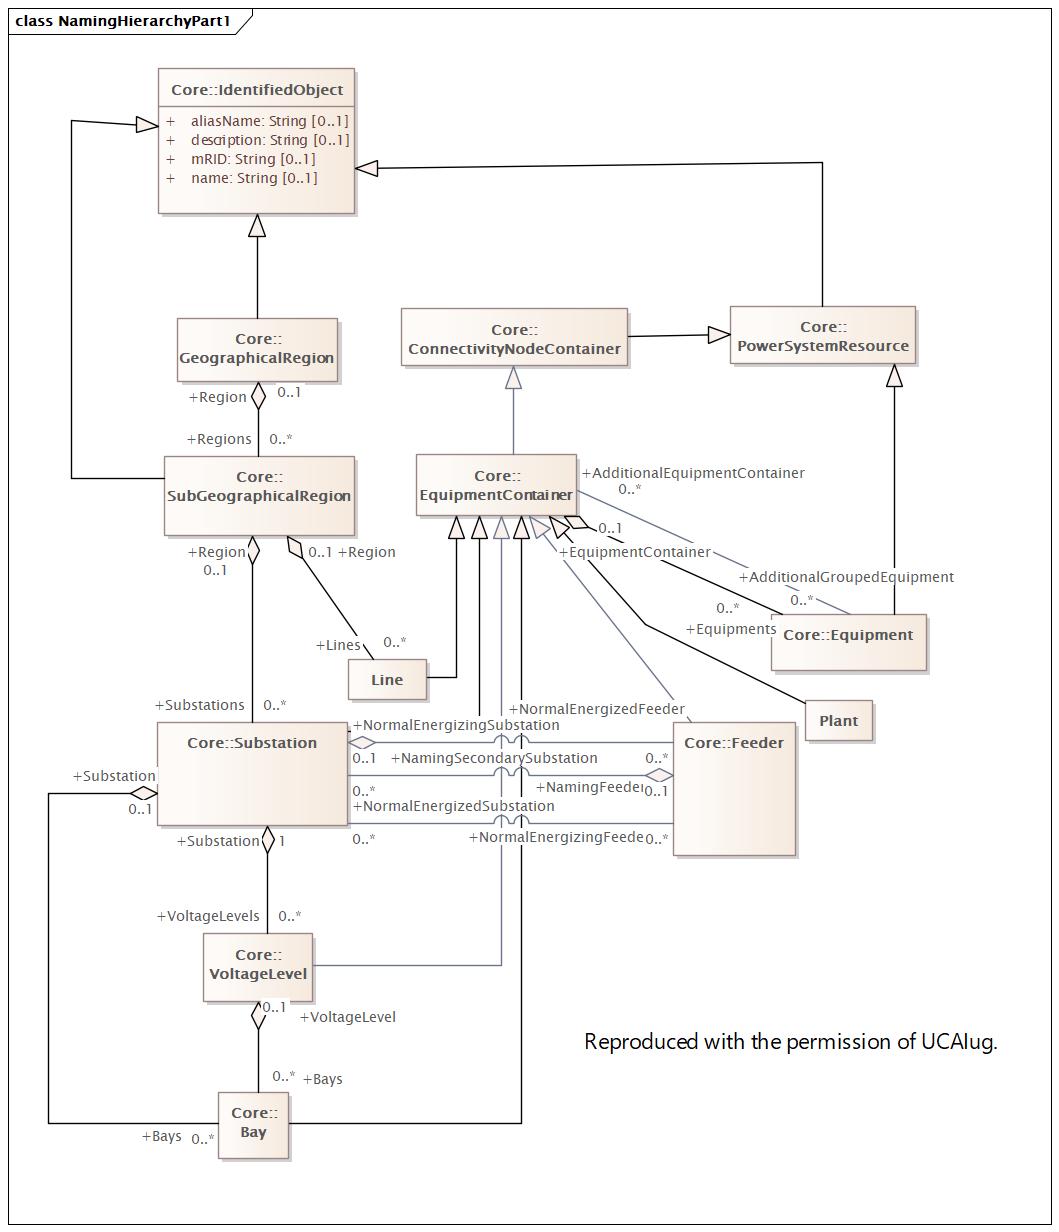 class NamingHierarchyPart1
Core::IdentifiedObject
+ aliasName: String [0..1]
+ description: String [0..1]
+ mRID: String [0..1]
+ name: String [0..1]
Core::
GeographicalRegion
Core::
ConnectivityNodeContainer
Core::
PowerSystemResource
+Region 0..1
+Regions 0..*
Core::
SubGeographicalRegion
Core::
EquipmentContainer
+AdditionalEquipmentContainer
0..*
0..1
+Region
0..1
0..1 +Region
+EquipmentContainer
+AdditionalGroupedEquipment
0..*
0..*
+Equipments
Core::Equipment
+Lines 0..*
Line
+Substations 0..*
+NormalEnergizedFeeder
Plant
Core::Substation
+NormalEnergizingSubstation
Core::Feeder
0..1 +NamingSecondarySubstation 0..*
+Substation
0..1
0..* +NamingFeeder 0..1
+NormalEnergizedSubstation
0..* +NormalEnergizingFeede 0..*
+Substation 1
+VoltageLevels 0..*
Core::
VoltageLevel
0..1 +VoltageLevel
Reproduced with the permission of UCAIug.
0..* +Bays
Core::
Bay
+Bays 0..*